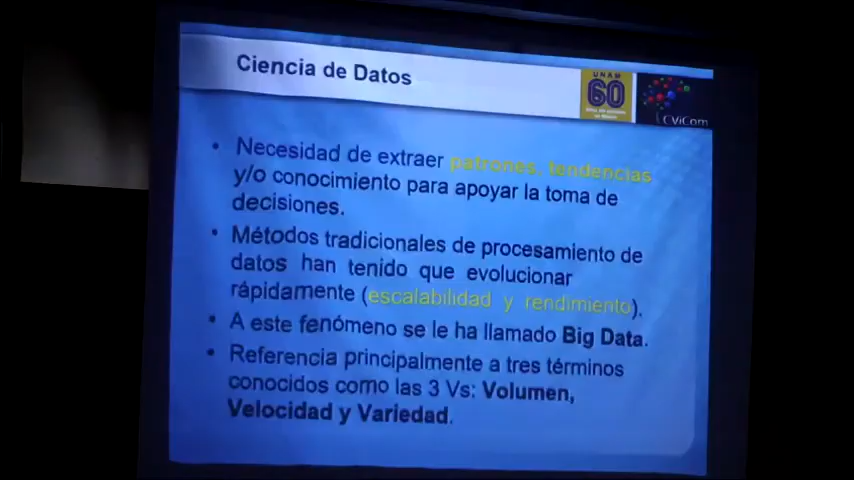 Ciencia de Datos
UNAM
60
CViCom
• Necesidad de extraer patrones, tendencias
y/o conocimiento para apoyar la toma de
decisiones.
• Métodos tradicionales de procesamiento de
datos han tenido que evolucionar
rápidamente (escalabilidad y rendimiento).
• A este fenómeno se le ha llamado Big Data.
• Referencia principalmente a tres términos
conocidos como las 3 Vs: Volumen,
Velocidad y Variedad.